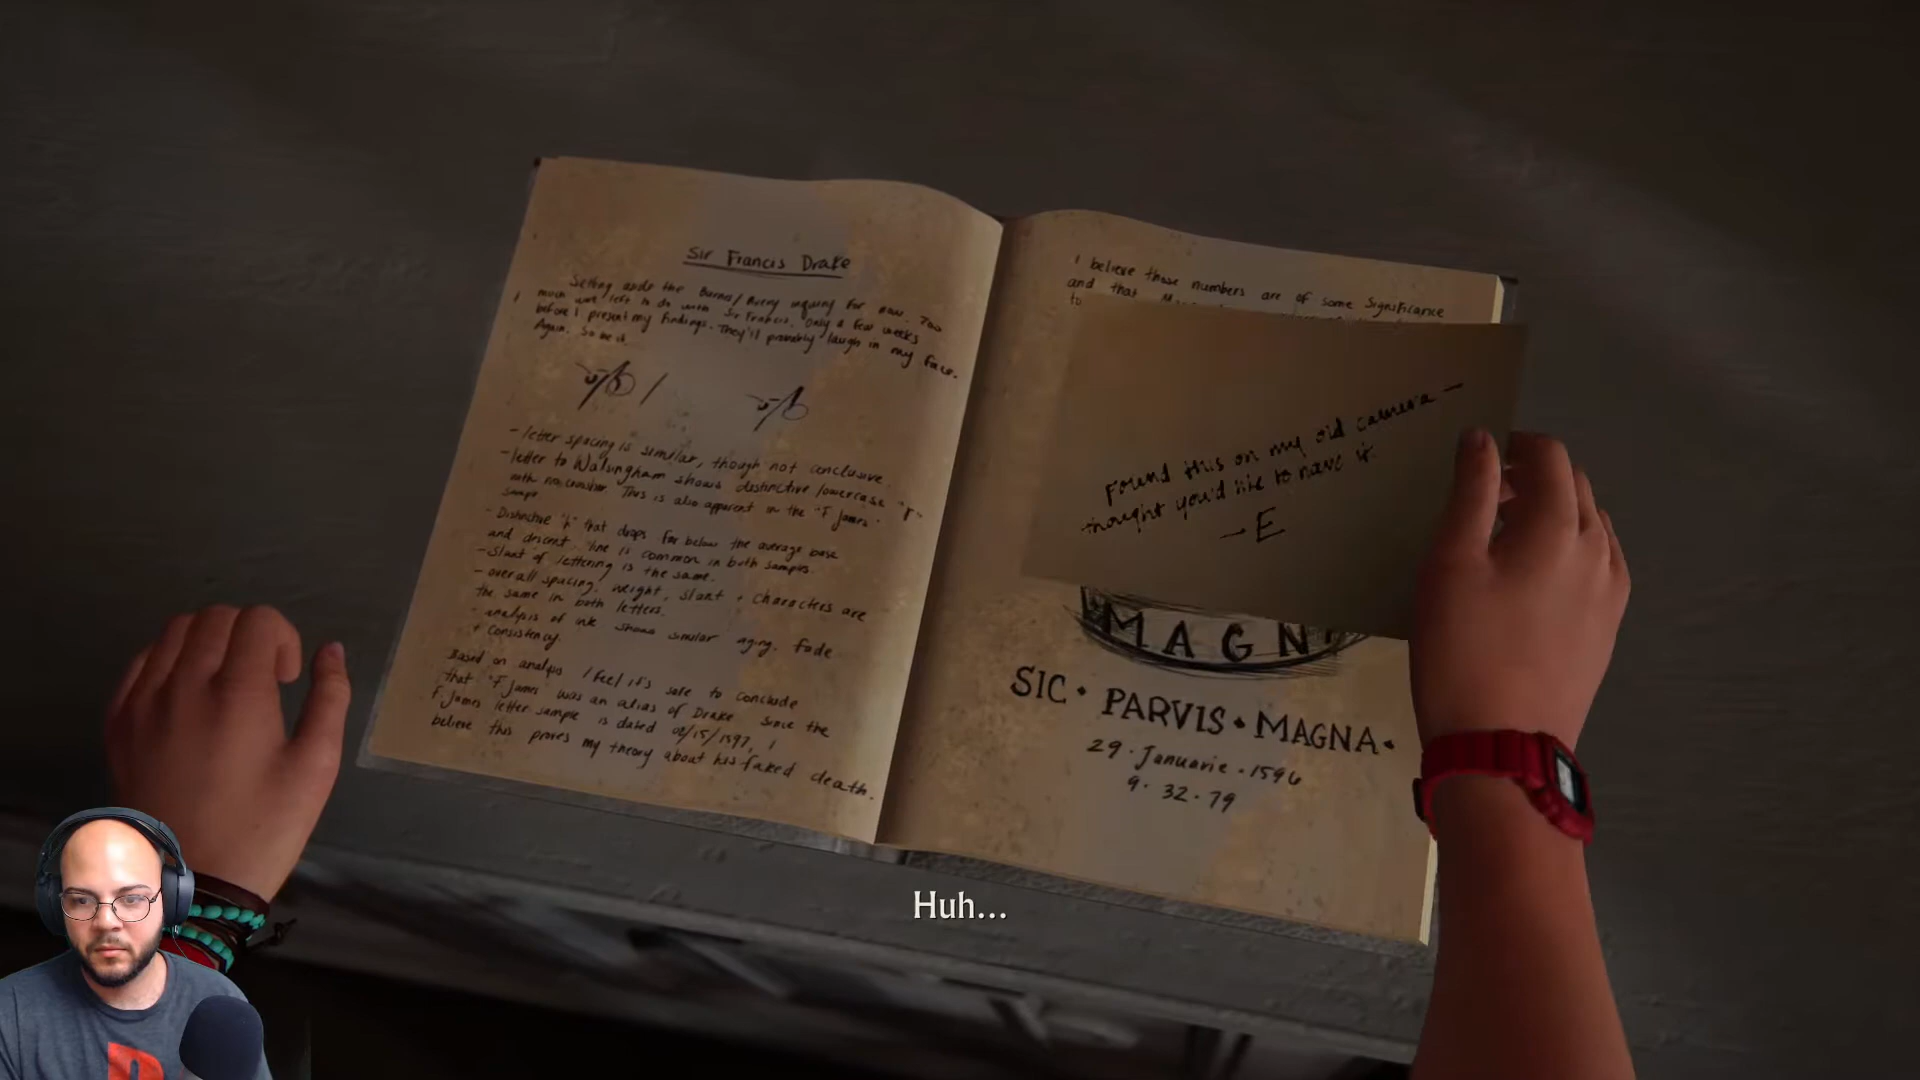 Sir Francis Drake
Setting aside the Burnes/Avery inquiry for now. Too
much work left to do with Sir Francis. Only a few weeks
before I present my findings. They'll probably laugh in my face.
Again. So be it.
- letter spacing is similar, though not conclusive.
- letter to Walsingham shows distinctive lowercase "r"
with no This is also apparent in the "F. James"
sample
- Distinctive "h" that drops far below the average base
and descent line is common in both samples.
- Slant of lettering is the same.
- overall spacing, weight, slant + characters are
the same in both letters.
- analysis of ink shows similar aging, fade
+ consistency.
Based on analysis I feel it's safe to conclude
that "F. James" was an alias of Drake. Since the
F. James letter sample is dated 02/15/1597, I
believe this proves my theory about his faked death.
I believe those numbers are of some significance
and that
to
Found this on my old camera —
thought you'd like to have it.
— E
MAGN
SIC • PARVIS • MAGNA •
29 • Januarie • 1596
9 • 32 • 79
Huh...